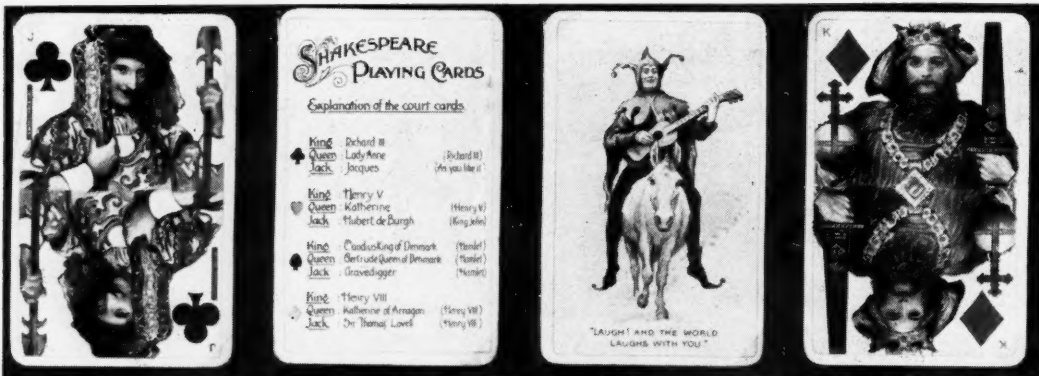 J
SHAKESPEARE
PLAYING CARDS
Explanation of the court cards.
King : Richard III
Queen : Lady Anne (Richard III)
Jack : Jacques (As you like it)
King : Henry V
Queen : Katherine (Henry V)
Jack : Hubert de Burgh (King John)
King : Claudius King of Denmark (Hamlet)
Queen : Gertrude Queen of Denmark (Hamlet)
Jack : Gravedigger (Hamlet)
King : Henry VIII
Queen : Katherine of Arragon (Henry VIII)
Jack : Sir Thomas Lovell (Henry VIII)
"LAUGH! AND THE WORLD
LAUGHS WITH YOU."
K
J
K